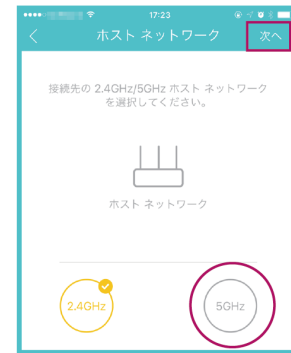 17:23
ホスト ネットワーク 次へ
接続先の 2.4GHz/5GHz ホスト ネットワーク
を選択してください。
ホスト ネットワーク
2.4GHz
5GHz